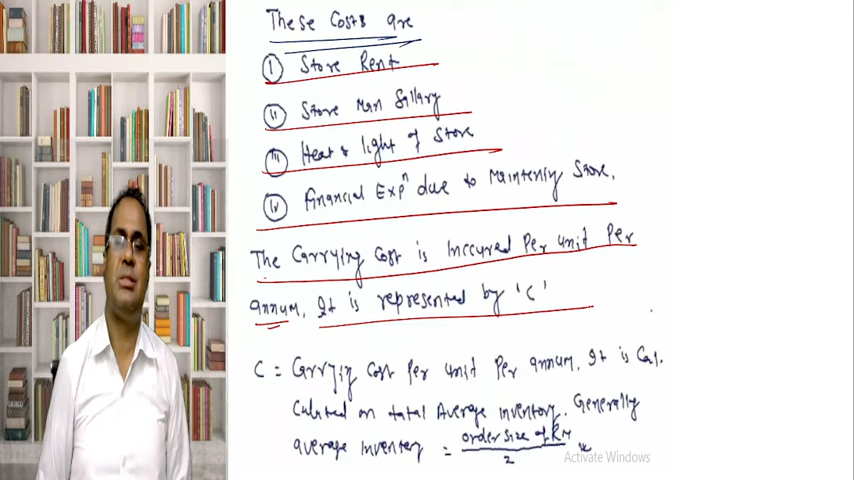 These Costs are
(i) Store Rent
(ii) Store Man Sallary
(iii) Heat & light of Store
(iv) Financial Expn due to Maintening Store.
The Carrying Cost is Inccured Per unit Per
annum. It is represented by 'C'
C = Carrying Cost Per unit Per annum. It is Cal.
culated on total Average inventory. Generally
average inventory = order size of RM
2
Activate Windows